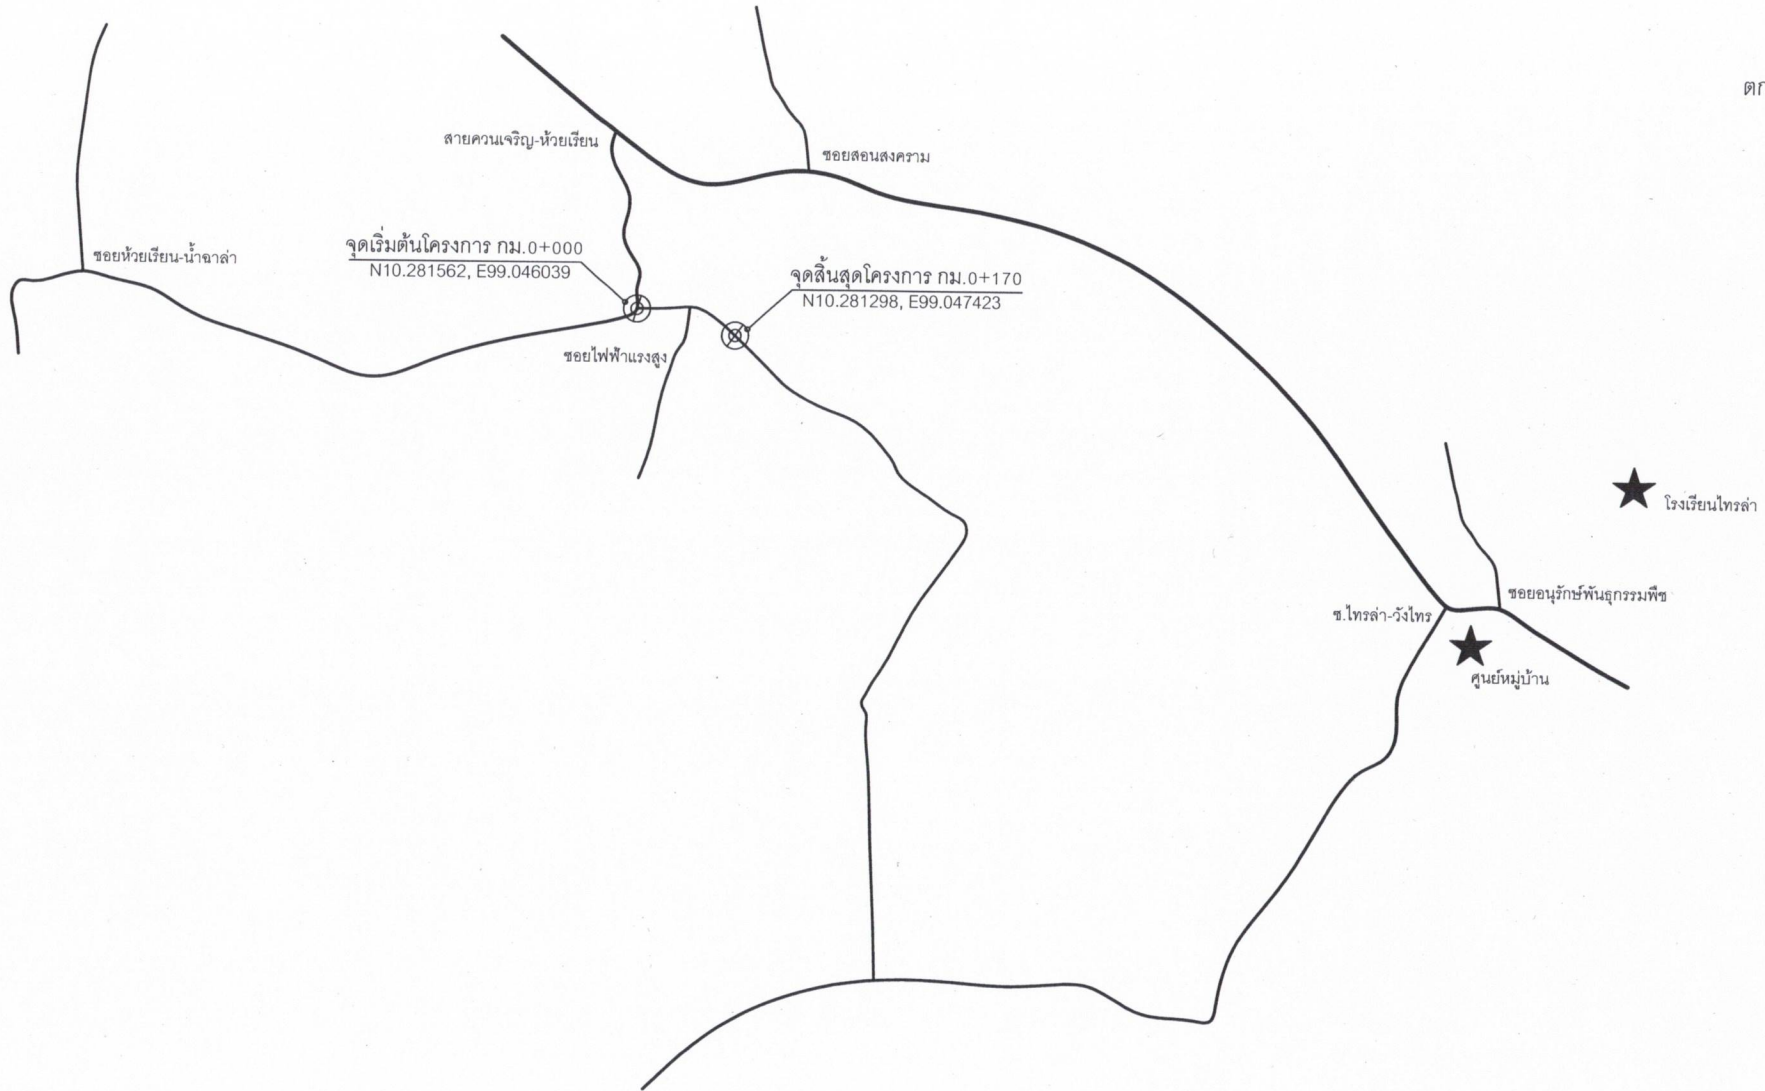 ตก
สายควนเจริญ-ห้วยเรียน
ซอยสอนสงคราม
ซอยห้วยเรียน-น้ำฉาล่า
จุดเริ่มต้นโครงการ กม.0+000
N10.281562, E99.046039
จุดสิ้นสุดโครงการ กม.0+170
N10.281298, E99.047423
ซอยไฟฟ้าแรงสูง
โรงเรียนไทรล่า
ซอยอนุรักษ์พันธุกรรมพืช
ซ.ไทรล่า-วังไทร
ศูนย์หมู่บ้าน